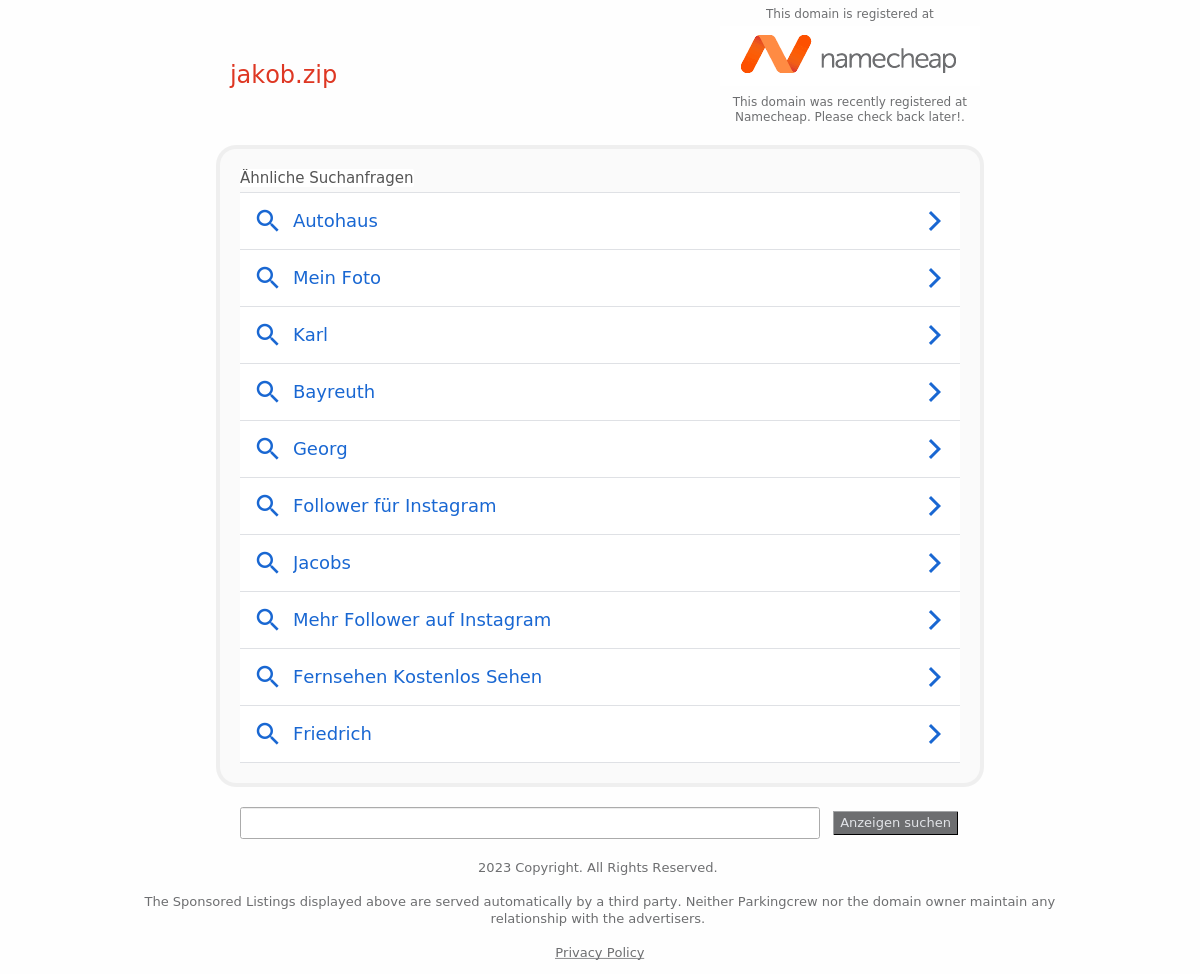 This domain is registered at
jakob.zip
namecheap
This domain was recently registered at
Namecheap. Please check back later!.
Ähnliche Suchanfragen
Autohaus
Mein Foto
Karl
Bayreuth
Georg
Follower für Instagram
Jacobs
Mehr Follower auf Instagram
Fernsehen Kostenlos Sehen
Friedrich
Anzeigen suchen
2023 Copyright. All Rights Reserved.
The Sponsored Listings displayed above are served automatically by a third party. Neither Parkingcrew nor the domain owner maintain any
relationship with the advertisers.
Privacy Policy